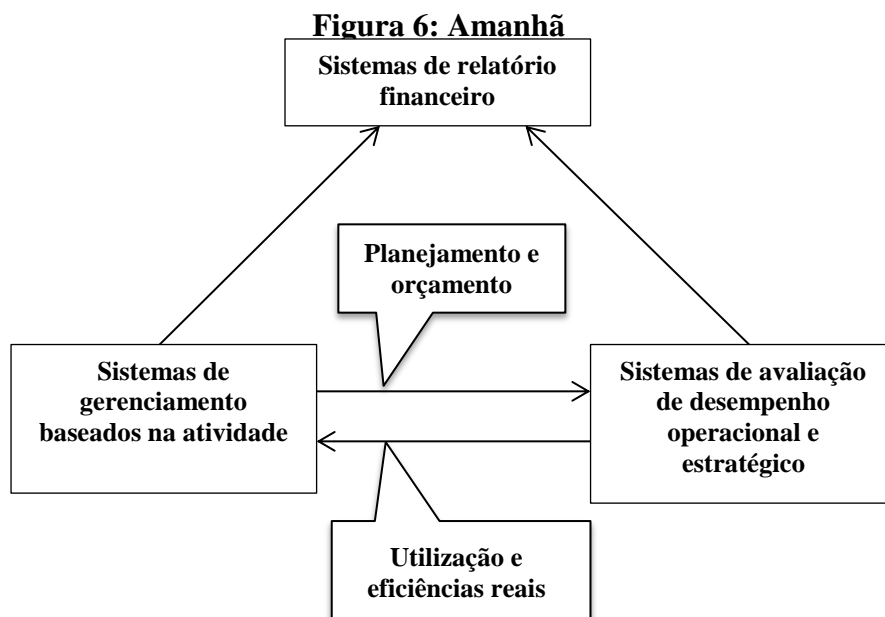 Figura 6: Amanhã
Sistemas de relatório
financeiro
Planejamento e
orçamento
Sistemas de
gerenciamento
baseados na atividade
Sistemas de avaliação
de desempenho
operacional e
estratégico
Utilização e
eficiências reais